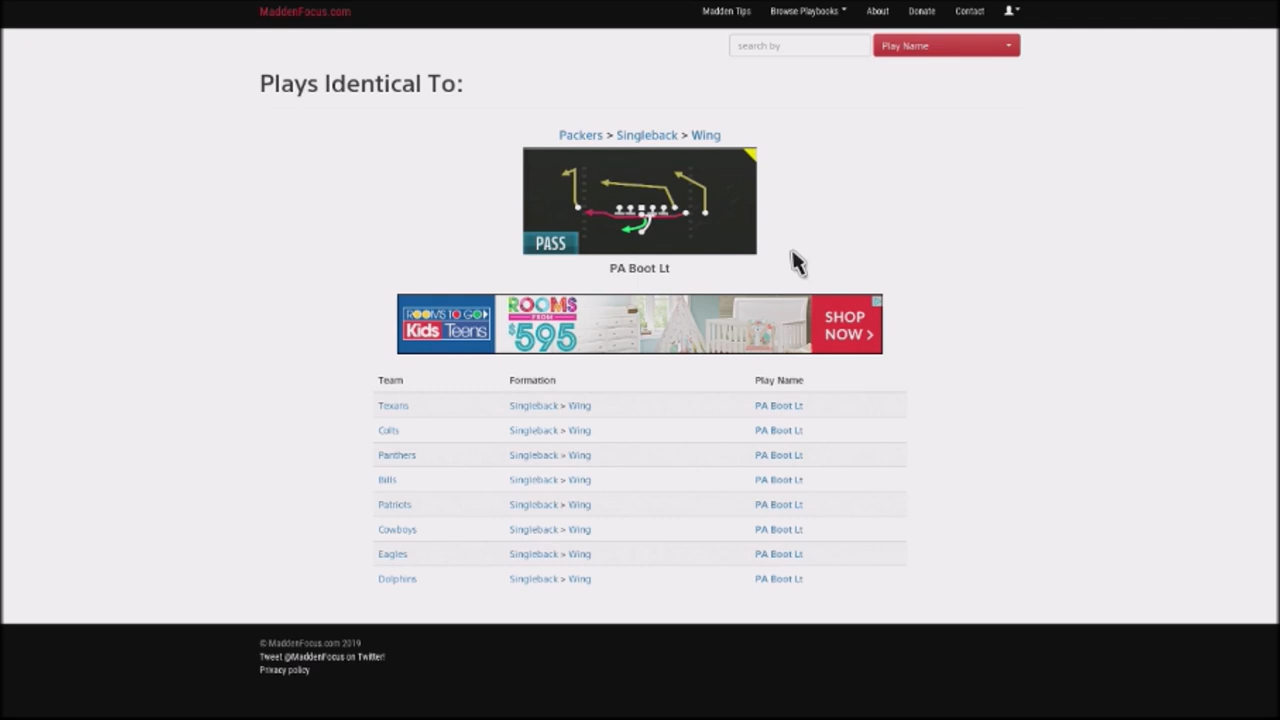 MaddenFocus.com
Madden Tips Browse Playbooks About Donate Contact
search by Play Name
Plays Identical To:
Packers > Singleback > Wing
PASS
PA Boot Lt
ROOMS TO GO Kids Teens
ROOMS FROM $595
SHOP NOW >
Team Formation Play Name
Texans Singleback > Wing PA Boot Lt
Colts Singleback > Wing PA Boot Lt
Panthers Singleback > Wing PA Boot Lt
Bills Singleback > Wing PA Boot Lt
Patriots Singleback > Wing PA Boot Lt
Cowboys Singleback > Wing PA Boot Lt
Eagles Singleback > Wing PA Boot Lt
Dolphins Singleback > Wing PA Boot Lt
© MaddenFocus.com 2019
Tweet @MaddenFocus on Twitter!
Privacy policy